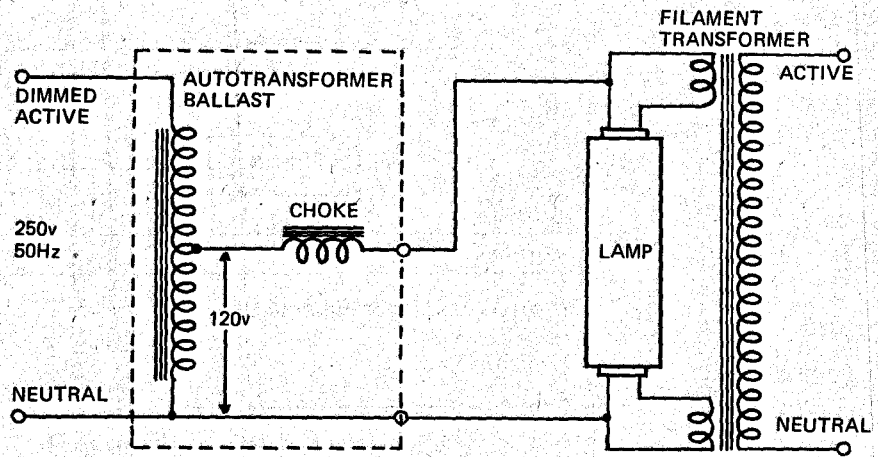 FILAMENT
TRANSFORMER
ACTIVE
AUTOTRANSFORMER
BALLAST
DIMMED
ACTIVE
CHOKE
250v
50Hz
LAMP
120v
NEUTRAL
NEUTRAL